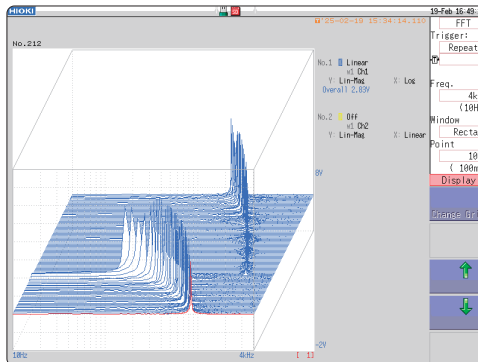 HIOKI
19-Feb 16:49
'25-02-19 15:34:14.110
FFT
Trigger:
Repeat
No.212
No.1 Linear
w1 Ch1
Y: Lin-Mag X: Log
Overall 2.83V
Freq.
4k
(10H
No.2 Off
w1 Ch2
Y: Lin-Mag X: Linear
Window
Recta
Point
10
( 100m
8V
Display
Change Gr
-2V
10Hz
4kHz
[ 1]